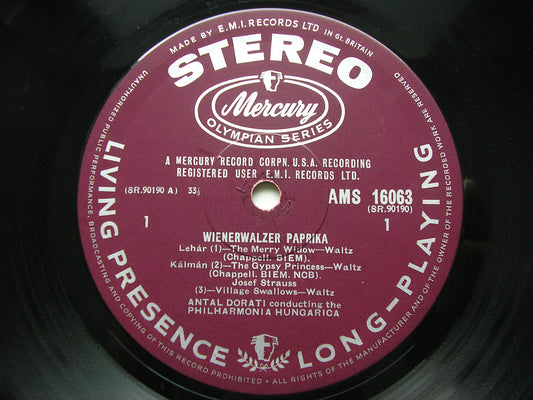 MADE BY E.M.I. RECORDS LTD IN Gt. BRITAIN
STEREO
Mercury
OLYMPIAN SERIES
A MERCURY RECORD CORPN. U.S.A. RECORDING
REGISTERED USER E.M.I. RECORDS LTD.
(SR.90190 A) 33⅓
AMS 16063
(SR.90190)
1
1
WIENERWALZER PAPRIKA
Lehár (1)—The Merry Widow—Waltz
(Chappell. BIEM).
Kálmán (2)—The Gypsy Princess—Waltz
(Chappell. BIEM. NCB).
Josef Strauss
(3)—Village Swallows—Waltz
ANTAL DORATI conducting the
PHILHARMONIA HUNGARICA
LIVING PRESENCE
LONG—PLAYING
UNAUTHORIZED PUBLIC PERFORMANCE, BROADCASTING AND COPYING OF THIS RECORD PROHIBITED • ALL RIGHTS OF THE MANUFACTURER AND OF THE OWNER OF THE RECORDED WORK ARE RESERVED